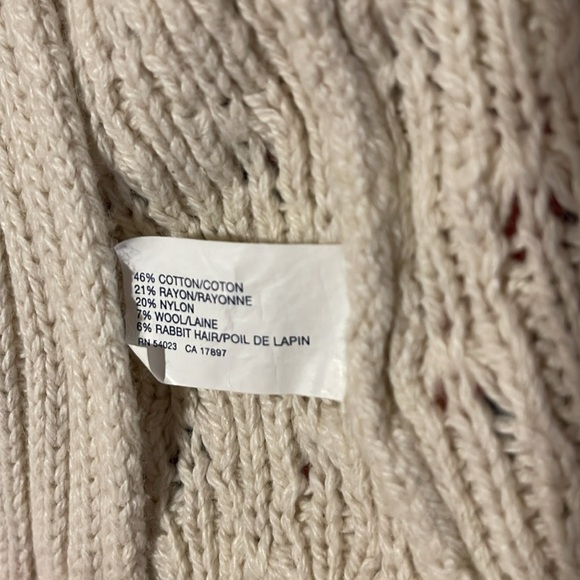 46% COTTON/COTON
21% RAYON/RAYONNE
20% NYLON
7% WOOL/LAINE
6% RABBIT HAIR/POIL DE LAPIN
RN 54023 CA 17897